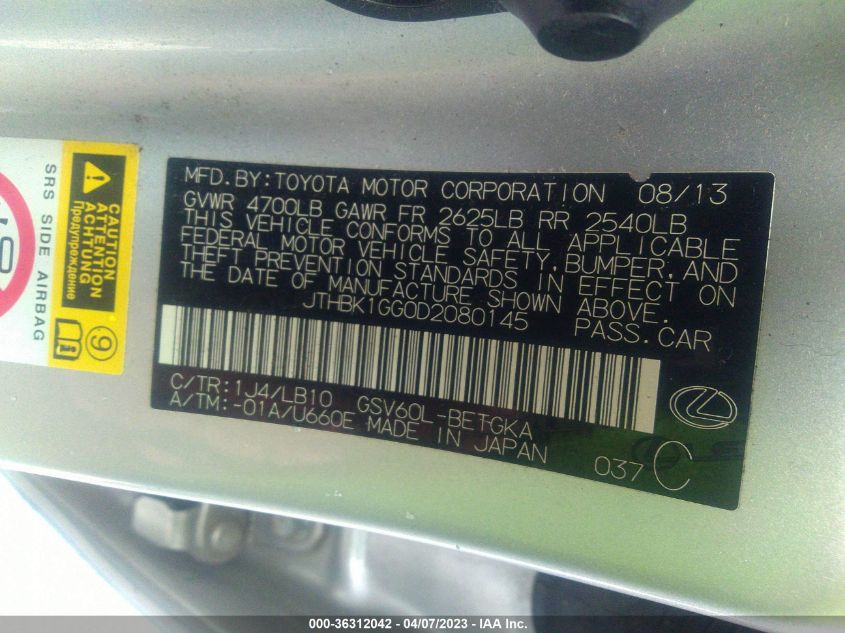 SRS SIDE AIRBAG
CAUTION
ATTENTION
ACHTUNG
Предупреждение
9
MFD. BY: TOYOTA MOTOR CORPORATION 08/13
GVWR 4700LB GAWR FR 2625LB RR 2540LB
THIS VEHICLE CONFORMS TO ALL APPLICABLE
FEDERAL MOTOR VEHICLE SAFETY, BUMPER, AND
THEFT PREVENTION STANDARDS IN EFFECT ON
THE DATE OF MANUFACTURE SHOWN ABOVE.
JTHBK1GG0D2080145 PASS. CAR
C/TR: 1J4/LB10 GSV60L-BETGKA
A/TM: -01A/U660E MADE IN JAPAN
037 C
000-36312042 - 04/07/2023 - IAA Inc.